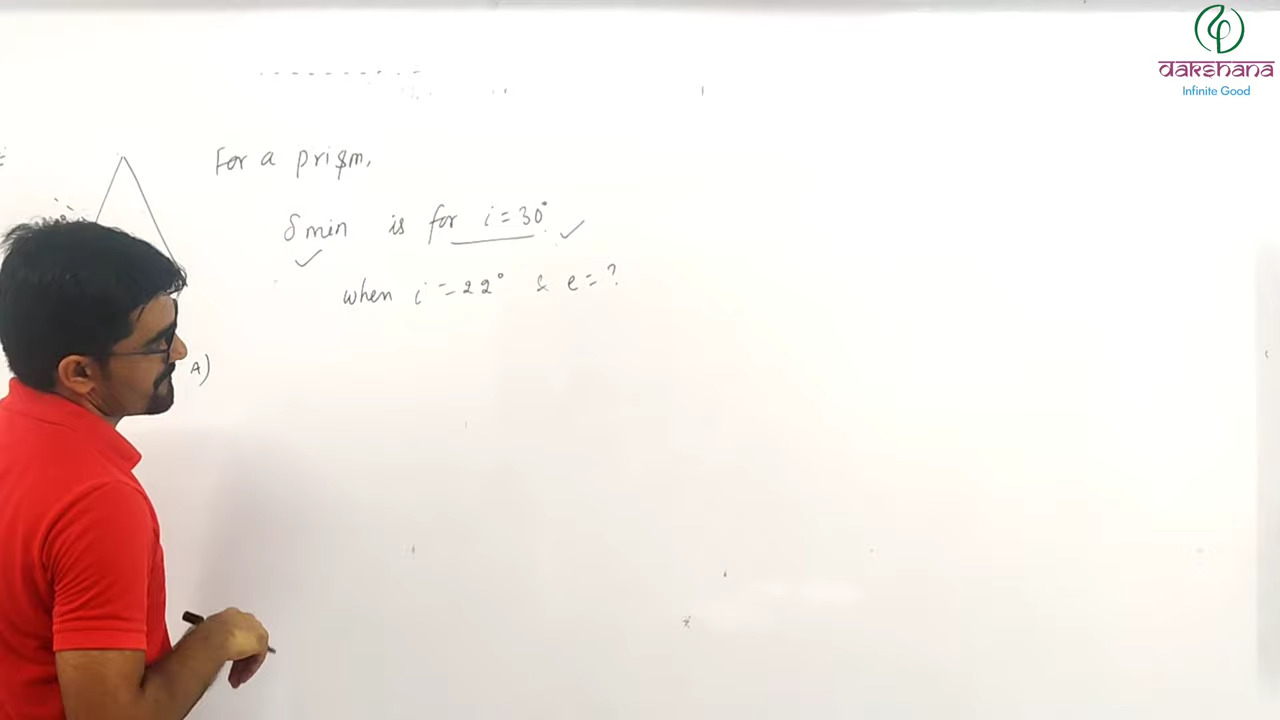 dakshana
Infinite Good
For a prism,
δmin is for i = 30°
when i = 22° & e = ?
A)